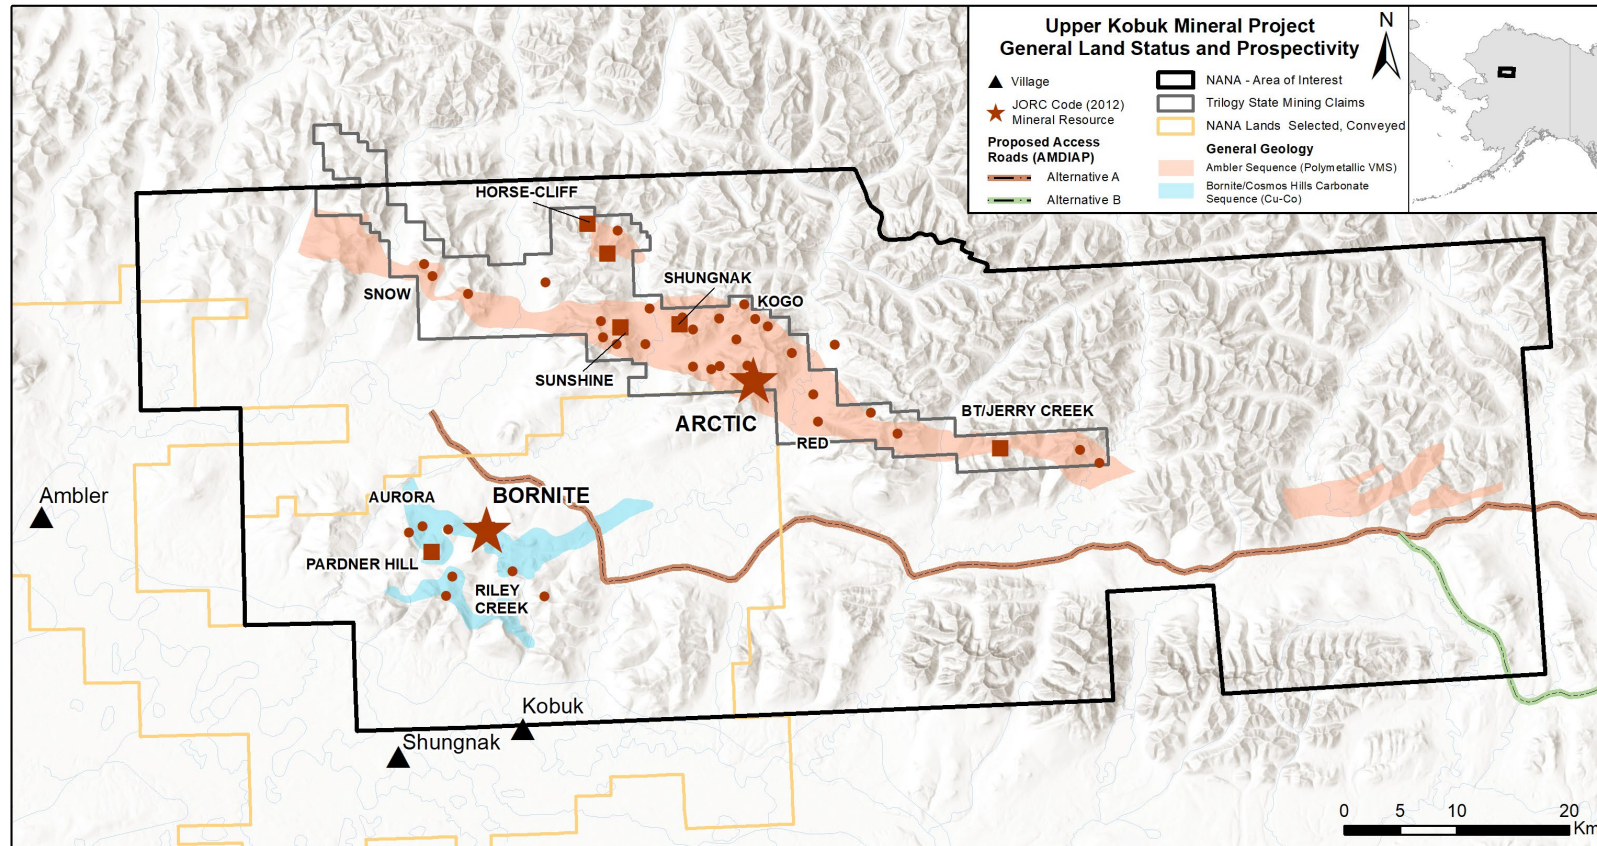 Upper Kobuk Mineral Project
General Land Status and Prospectivity
N
Village
JORC Code (2012)
Mineral Resource
Proposed Access
Roads (AMDIAP)
Alternative A
Alternative B
NANA - Area of Interest
Trilogy State Mining Claims
NANA Lands Selected, Conveyed
General Geology
Ambler Sequence (Polymetallic VMS)
Bornite/Cosmos Hills Carbonate
Sequence (Cu-Co)
HORSE-CLIFF
SNOW
SHUNGNAK
KOGO
SUNSHINE
ARCTIC
RED
BT/JERRY CREEK
Ambler
AURORA
BORNITE
PARDNER HILL
RILEY
CREEK
Kobuk
Shungnak
0 5 10 20
Km